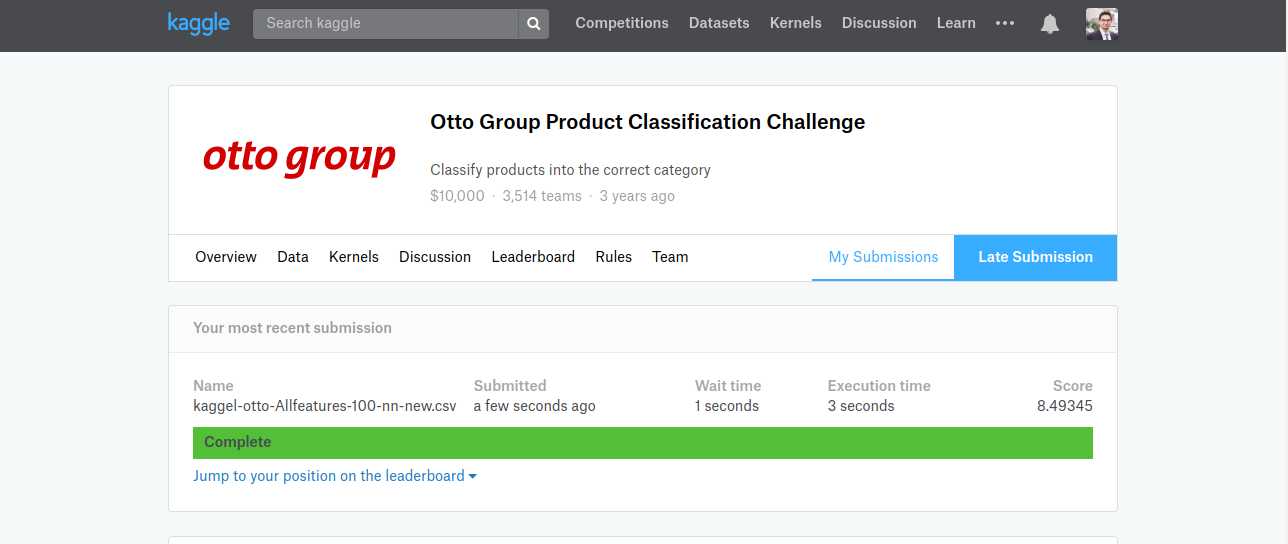 kaggle Search kaggle Competitions Datasets Kernels Discussion Learn •••
Otto Group Product Classification Challenge
otto group
Classify products into the correct category
$10,000 · 3,514 teams · 3 years ago
Overview Data Kernels Discussion Leaderboard Rules Team My Submissions Late Submission
Your most recent submission
Name Submitted Wait time Execution time Score
kaggel-otto-Allfeatures-100-nn-new.csv a few seconds ago 1 seconds 3 seconds 8.49345
Complete
Jump to your position on the leaderboard